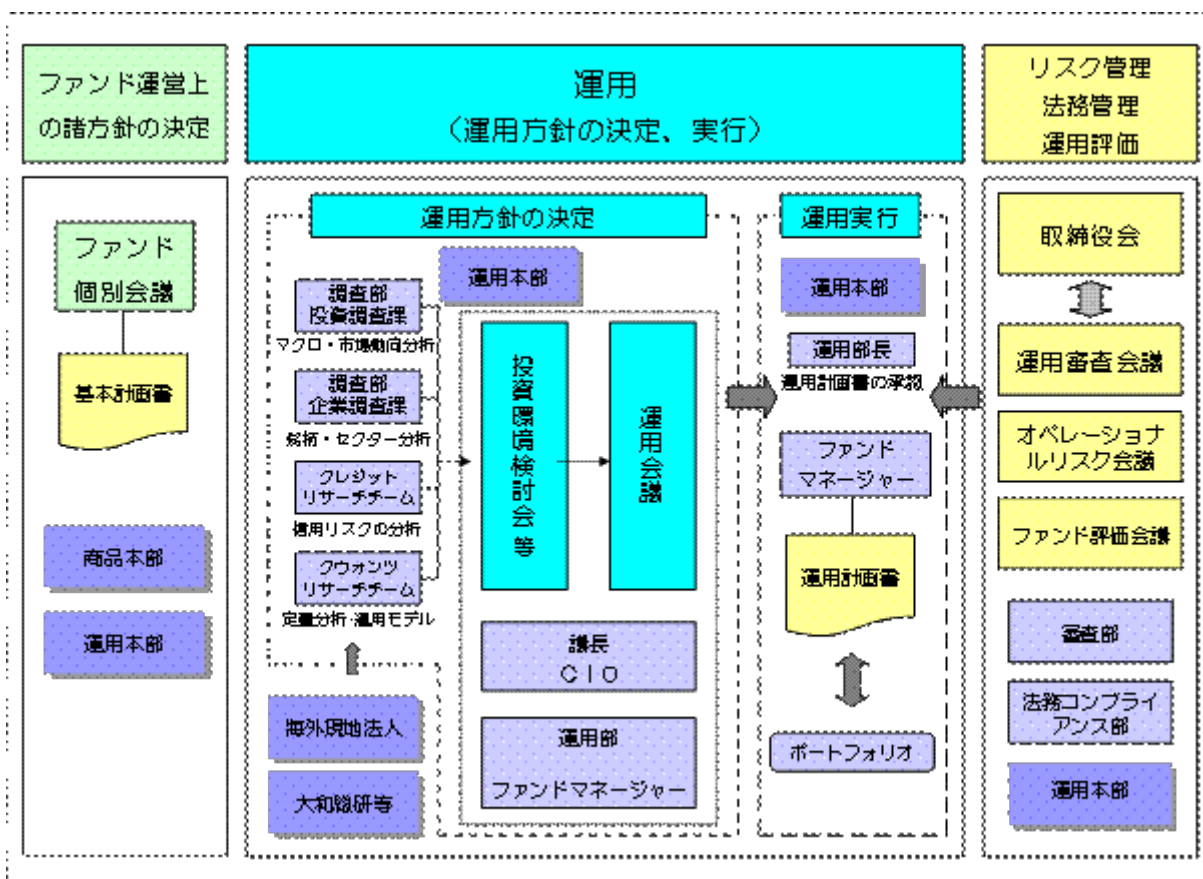 ファンド運営上
の諸方針の決定
ファンド
個別会議
基本計画書
商品本部
運用本部
運用
（運用方針の決定、実行）
運用方針の決定
運用本部
調査部
投資調査課
マクロ・市場動向分析
調査部
企業調査課
銘柄・セクター分析
クレジット
リサーチチーム
信用リスクの分析
クウォンツ
リサーチチーム
定量分析・運用モデル
海外現地法人
大和総研等
投資環境検討会等
運用会議
議長
ＣＩＯ
運用部
ファンドマネージャー
運用実行
運用本部
運用部長
運用計画書の承認
ファンド
マネージャー
運用計画書
ポートフォリオ
リスク管理
法務管理
運用評価
取締役会
運用審査会議
オペレーショナ
ルリスク会議
ファンド評価会議
審査部
法務コンプライ
アンス部
運用本部